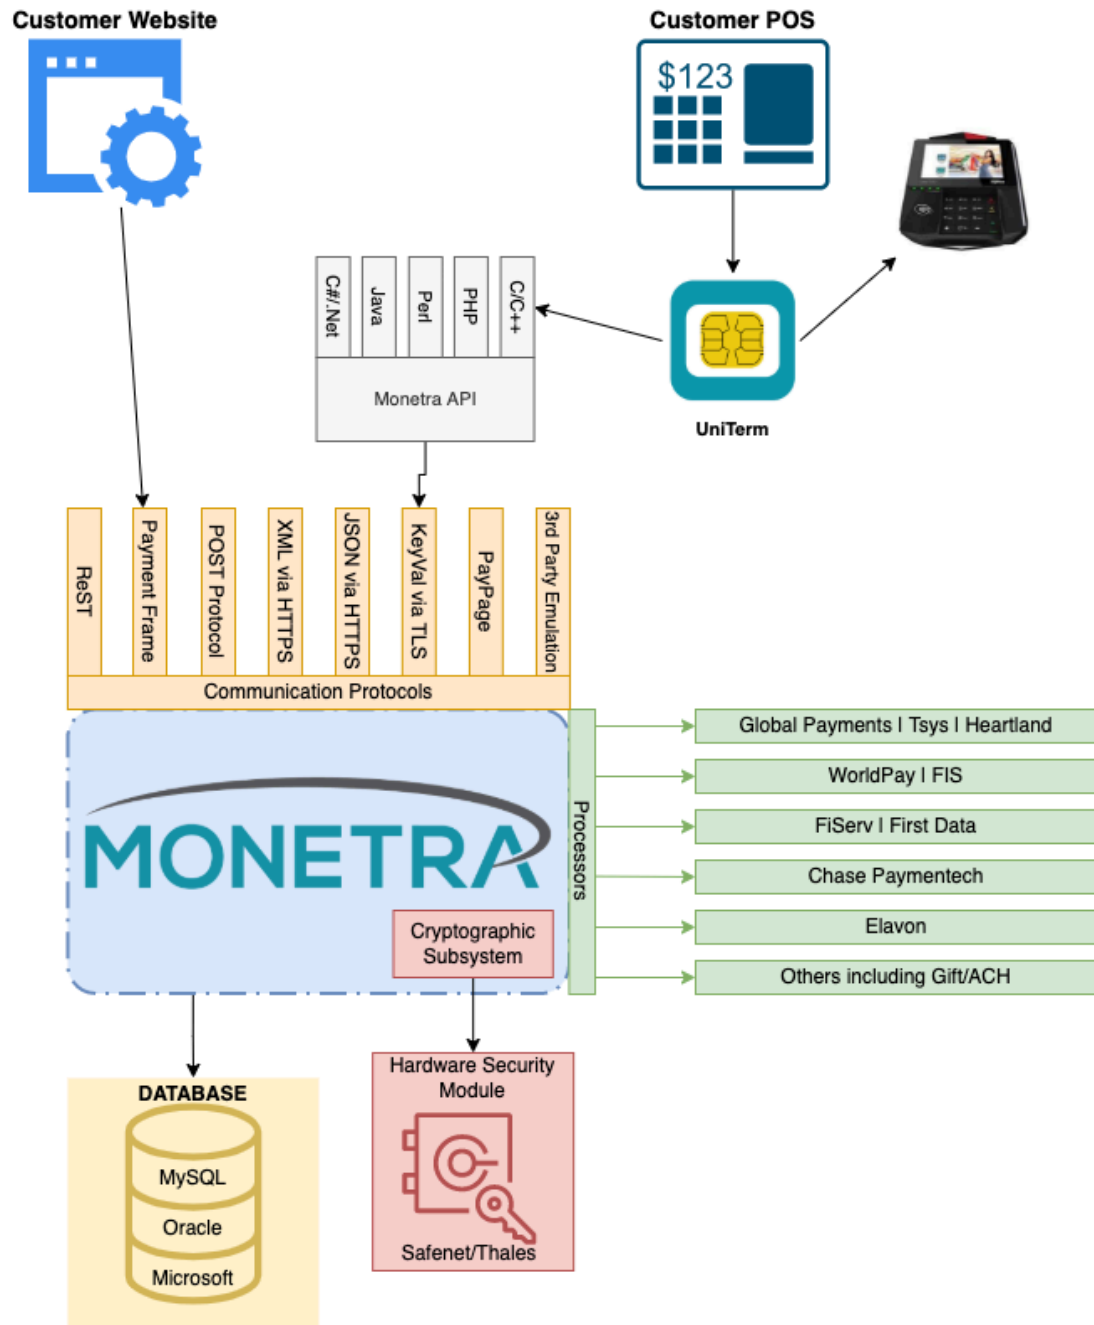 Customer Website
Customer POS
$123
C#/.Net
Java
Perl
PHP
C/C++
Monetra API
UniTerm
ReST
Payment Frame
POST Protocol
XML via HTTPS
JSON via HTTPS
KeyVal via TLS
PayPage
3rd Party Emulation
Communication Protocols
MONETRA
Cryptographic
Subsystem
Processors
Global Payments | Tsys | Heartland
WorldPay | FIS
FiServ | First Data
Chase Paymentech
Elavon
Others including Gift/ACH
DATABASE
MySQL
Oracle
Microsoft
Hardware Security
Module
Safenet/Thales